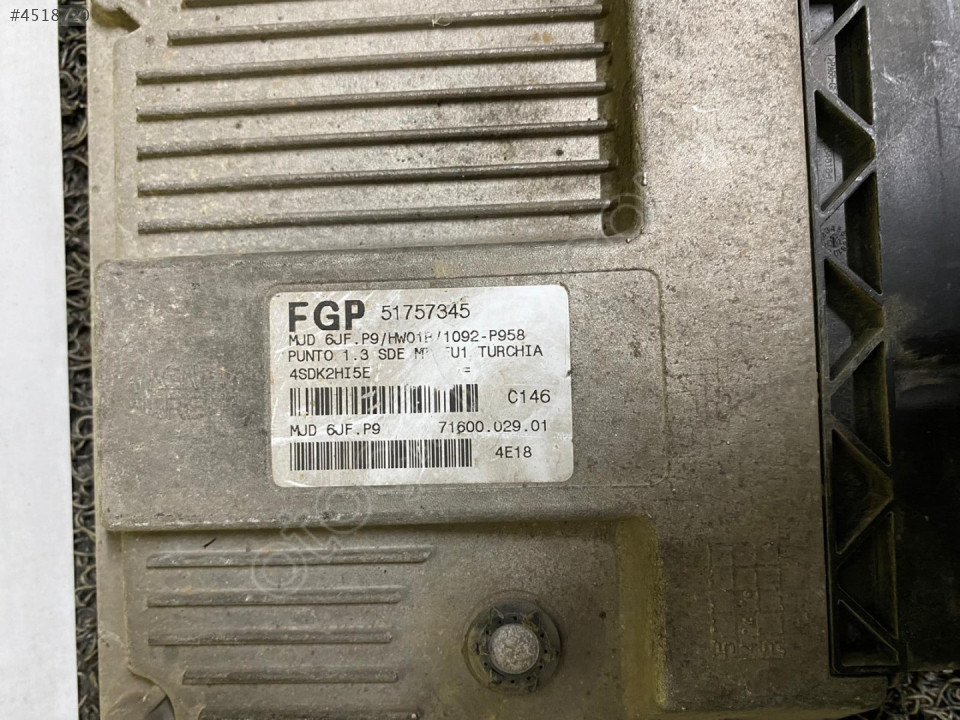 FGP 51757345
MJD 6JF.P9/HW01 /1092-P958
PUNTO 1.3 SDE TURCHIA
4SDK2HI5E
C146
MJD 6JF.P9 71600.029.01
4E18